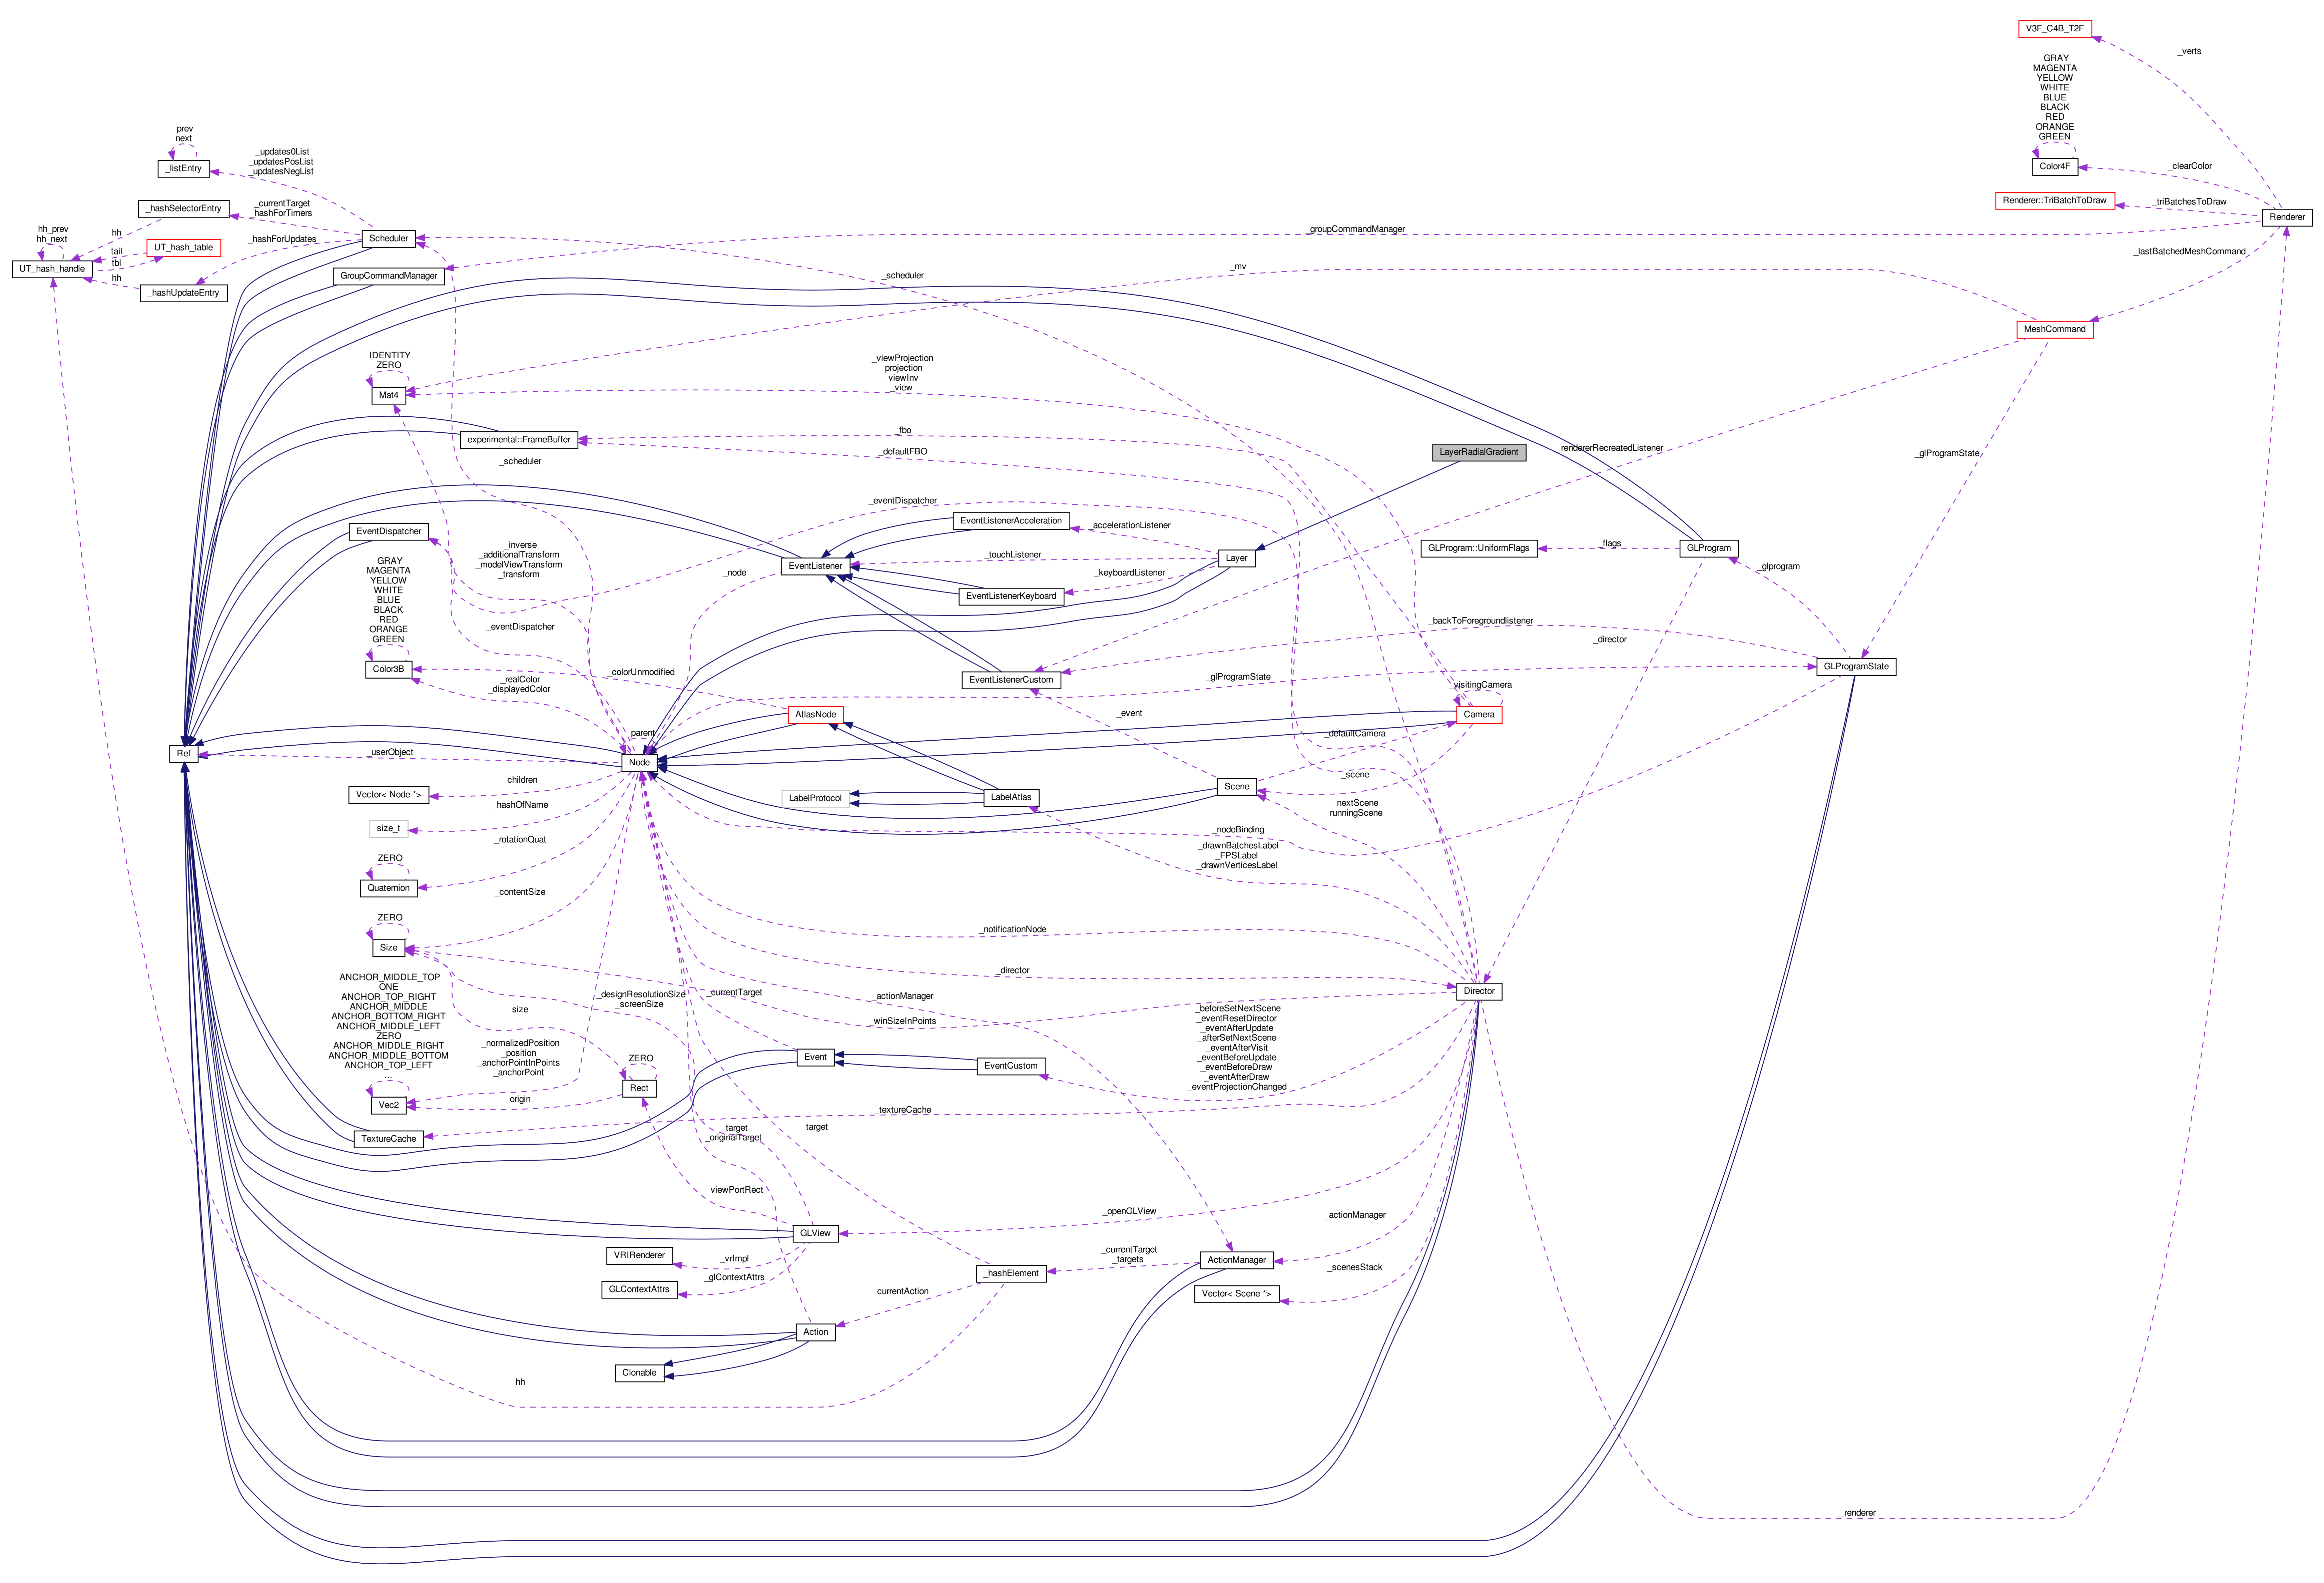 V3F_C4B_T2F
_verts
GRAY
MAGENTA
YELLOW
WHITE
BLUE
BLACK
RED
ORANGE
GREEN
Color4F
_clearColor
Renderer::TriBatchToDraw
_triBatchesToDraw
Renderer
_groupCommandManager
_lastBatchedMeshCommand
prev
next
_listEntry
_updates0List
_updatesPosList
_updatesNegList
_hashSelectorEntry
_currentTarget
_hashForTimers
hh
hh_prev
hh_next
UT_hash_table
tail
tbl
UT_hash_handle
hh
_hashUpdateEntry
_hashForUpdates
Scheduler
GroupCommandManager
_scheduler
_mv
MeshCommand
IDENTITY
ZERO
Mat4
_viewProjection
_projection
_viewInv
_view
experimental::FrameBuffer
_fbo
_defaultFBO
_scheduler
LayerRadialGradient
_rendererRecreatedListener
_glProgramState
_eventDispatcher
EventDispatcher
_inverse
_additionalTransform
_modelViewTransform
_transform
EventListenerAcceleration
_accelerationListener
_node
EventListener
_touchListener
Layer
GLProgram::UniformFlags
_flags
GLProgram
_keyboardListener
EventListenerKeyboard
_glprogram
GRAY
MAGENTA
YELLOW
WHITE
BLUE
BLACK
RED
ORANGE
GREEN
Color3B
_eventDispatcher
_backToForegroundlistener
_director
_colorUnmodified
_realColor
_displayedColor
EventListenerCustom
_glProgramState
GLProgramState
_visitingCamera
AtlasNode
_event
Camera
_parent
_defaultCamera
Ref
_userObject
Node
_scene
_children
Vector< Node *>
LabelProtocol
LabelAtlas
Scene
_nextScene
_runningScene
_hashOfName
size_t
_rotationQuat
_nodeBinding
_drawnBatchesLabel
_FPSLabel
_drawnVerticesLabel
ZERO
Quaternion
_contentSize
ZERO
Size
_notificationNode
_director
Director
ANCHOR_MIDDLE_TOP
ONE
ANCHOR_TOP_RIGHT
ANCHOR_MIDDLE
ANCHOR_BOTTOM_RIGHT
ANCHOR_MIDDLE_LEFT
ZERO
ANCHOR_MIDDLE_RIGHT
ANCHOR_MIDDLE_BOTTOM
ANCHOR_TOP_LEFT
...
Vec2
size
_designResolutionSize
_screenSize
_currentTarget
_actionManager
_winSizeInPoints
_beforeSetNextScene
_eventResetDirector
_eventAfterUpdate
_afterSetNextScene
_eventAfterVisit
_eventBeforeUpdate
_eventBeforeDraw
_eventAfterDraw
_eventProjectionChanged
_normalizedPosition
_position
_anchorPointInPoints
_anchorPoint
ZERO
Rect
origin
Event
EventCustom
_textureCache
TextureCache
_target
_originalTarget
target
_viewPortRect
_openGLView
GLView
VRIRenderer
_vrImpl
_glContextAttrs
GLContextAttrs
_actionManager
_currentTarget
_targets
ActionManager
_hashElement
_scenesStack
Vector< Scene *>
currentAction
Action
Clonable
hh
_renderer